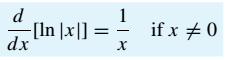 d/dx [ln |x|] = 1/x if x ≠ 0